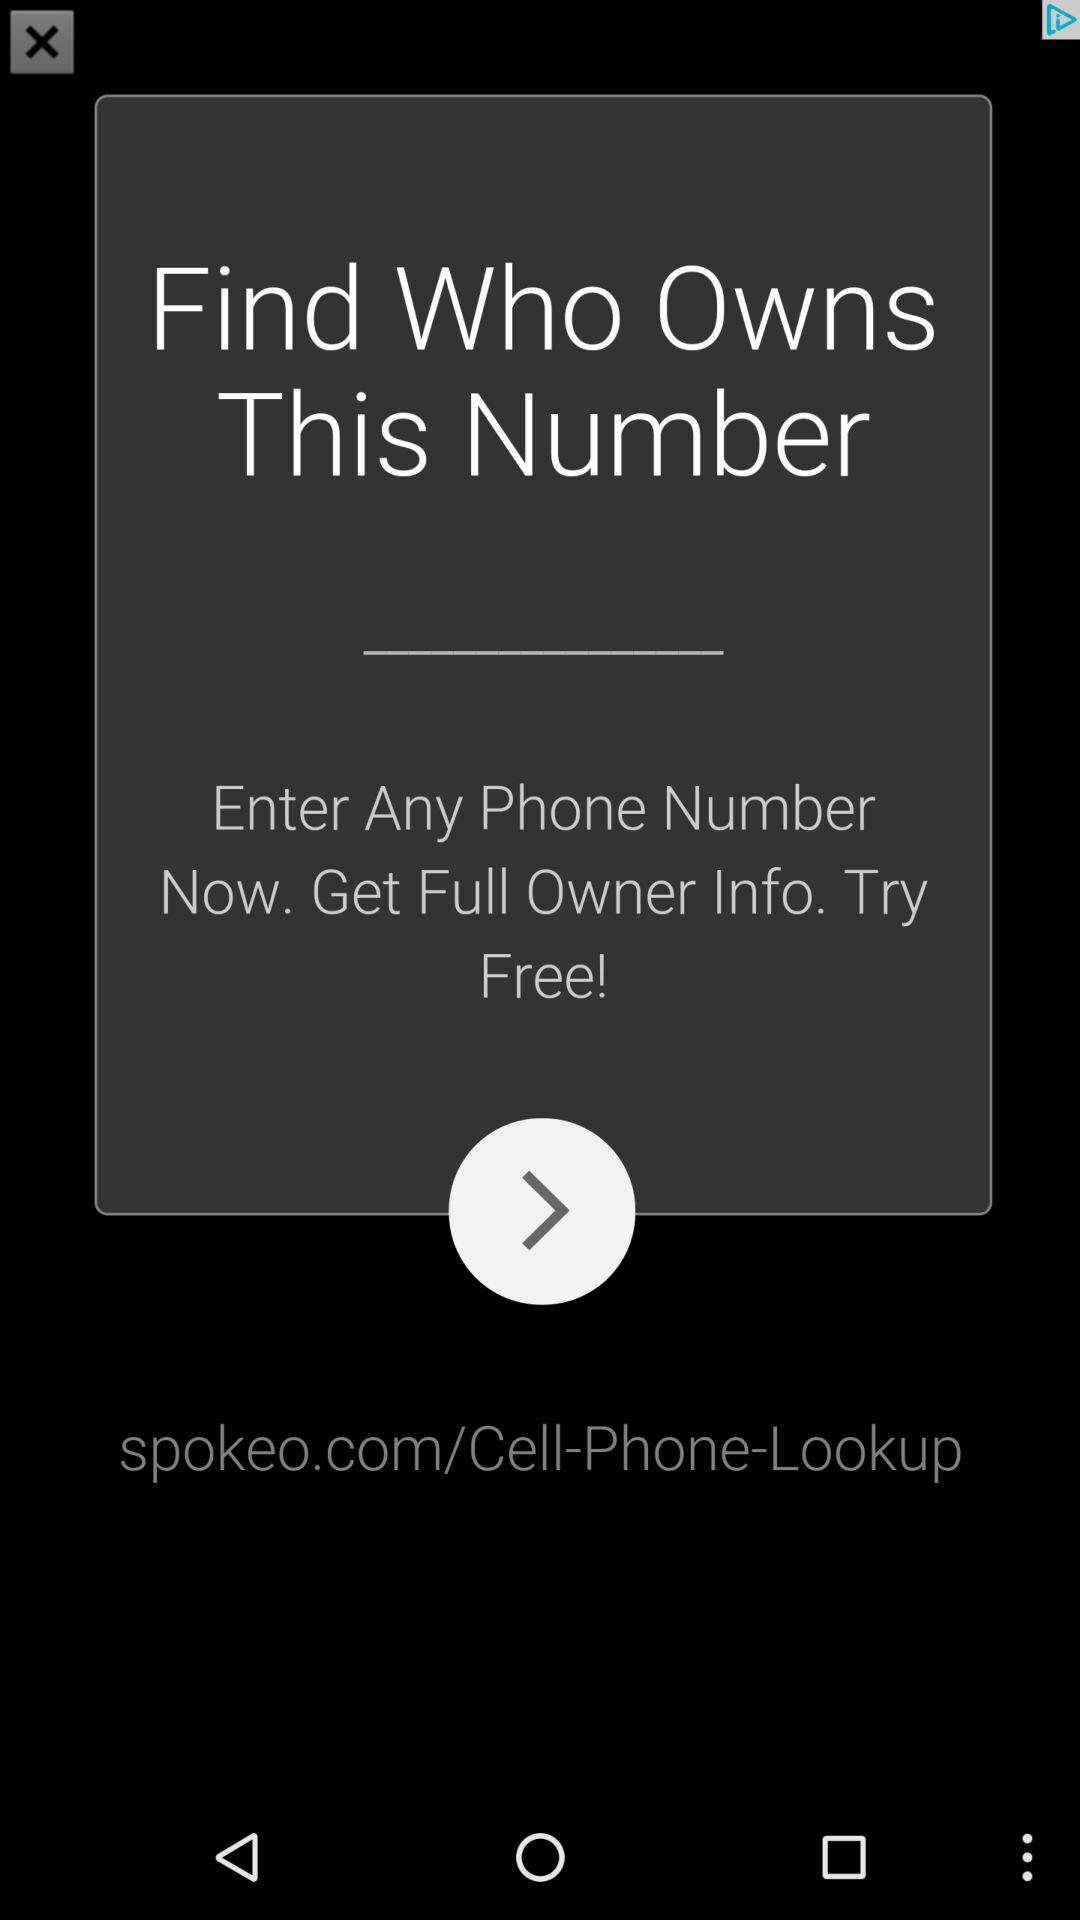 Find Who Owns
This Number
Enter Any Phone Number
Now. Get Full Owner Info. Try
Free!
spokeo.com/Cell-Phone-Lookup